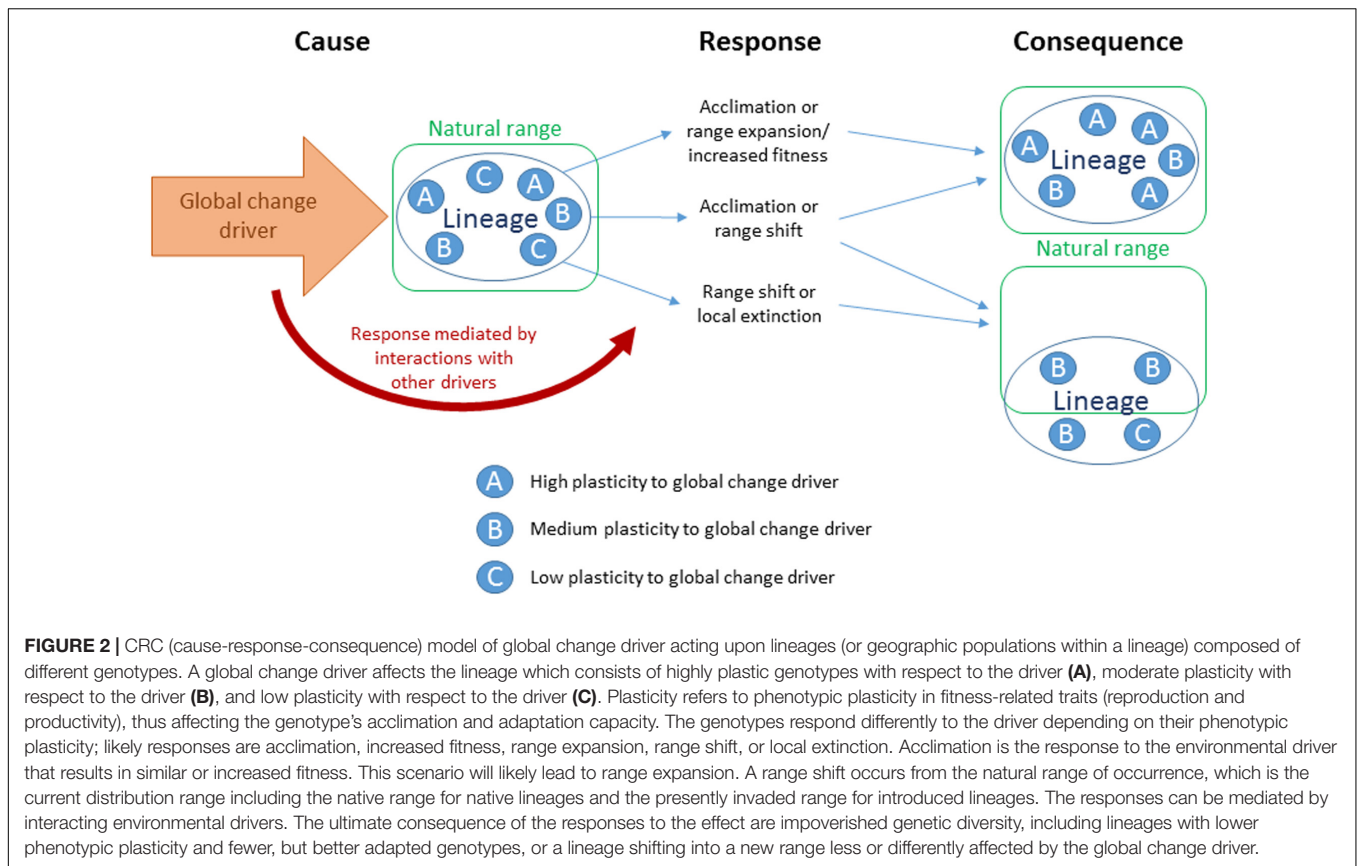 Cause
Response
Consequence
Global change
driver
Natural range
A
C
A
Lineage
B
B
C
Response mediated by
interactions with
other drivers
Acclimation or
range expansion/
increased fitness
Acclimation or
range shift
Range shift or
local extinction
A
A
A
Lineage
B
B
A
Natural range
B
B
Lineage
B
C
A High plasticity to global change driver
B Medium plasticity to global change driver
C Low plasticity to global change driver
FIGURE 2 | CRC (cause-response-consequence) model of global change driver acting upon lineages (or geographic populations within a lineage) composed of
different genotypes. A global change driver affects the lineage which consists of highly plastic genotypes with respect to the driver (A), moderate plasticity with
respect to the driver (B), and low plasticity with respect to the driver (C). Plasticity refers to phenotypic plasticity in fitness-related traits (reproduction and
productivity), thus affecting the genotype's acclimation and adaptation capacity. The genotypes respond differently to the driver depending on their phenotypic
plasticity; likely responses are acclimation, increased fitness, range expansion, range shift, or local extinction. Acclimation is the response to the environmental driver
that results in similar or increased fitness. This scenario will likely lead to range expansion. A range shift occurs from the natural range of occurrence, which is the
current distribution range including the native range for native lineages and the presently invaded range for introduced lineages. The responses can be mediated by
interacting environmental drivers. The ultimate consequence of the responses to the effect are impoverished genetic diversity, including lineages with lower
phenotypic plasticity and fewer, but better adapted genotypes, or a lineage shifting into a new range less or differently affected by the global change driver.